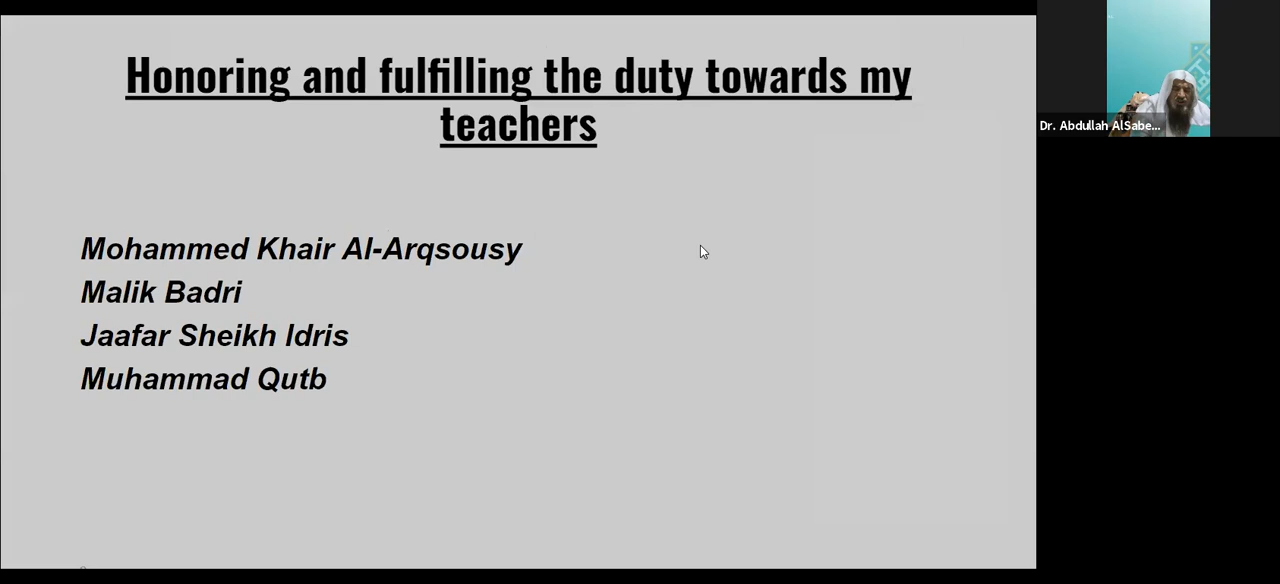 Honoring and fulfilling the duty towards my
teachers
Mohammed Khair Al-Arqsousy
Malik Badri
Jaafar Sheikh Idris
Muhammad Qutb
Dr. Abdullah AlSabe...